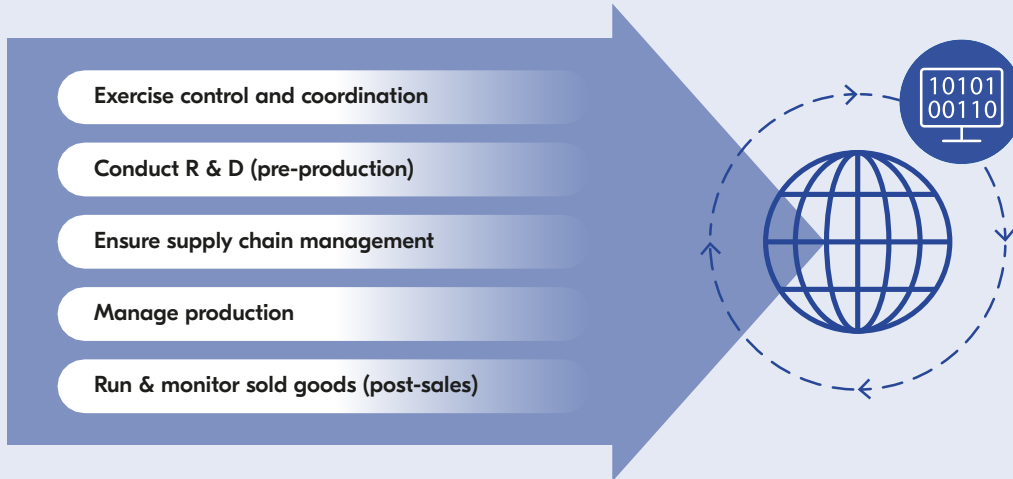 Exercise control and coordination
Conduct R & D (pre-production)
Ensure supply chain management
Manage production
Run & monitor sold goods (post-sales)
10101
00110